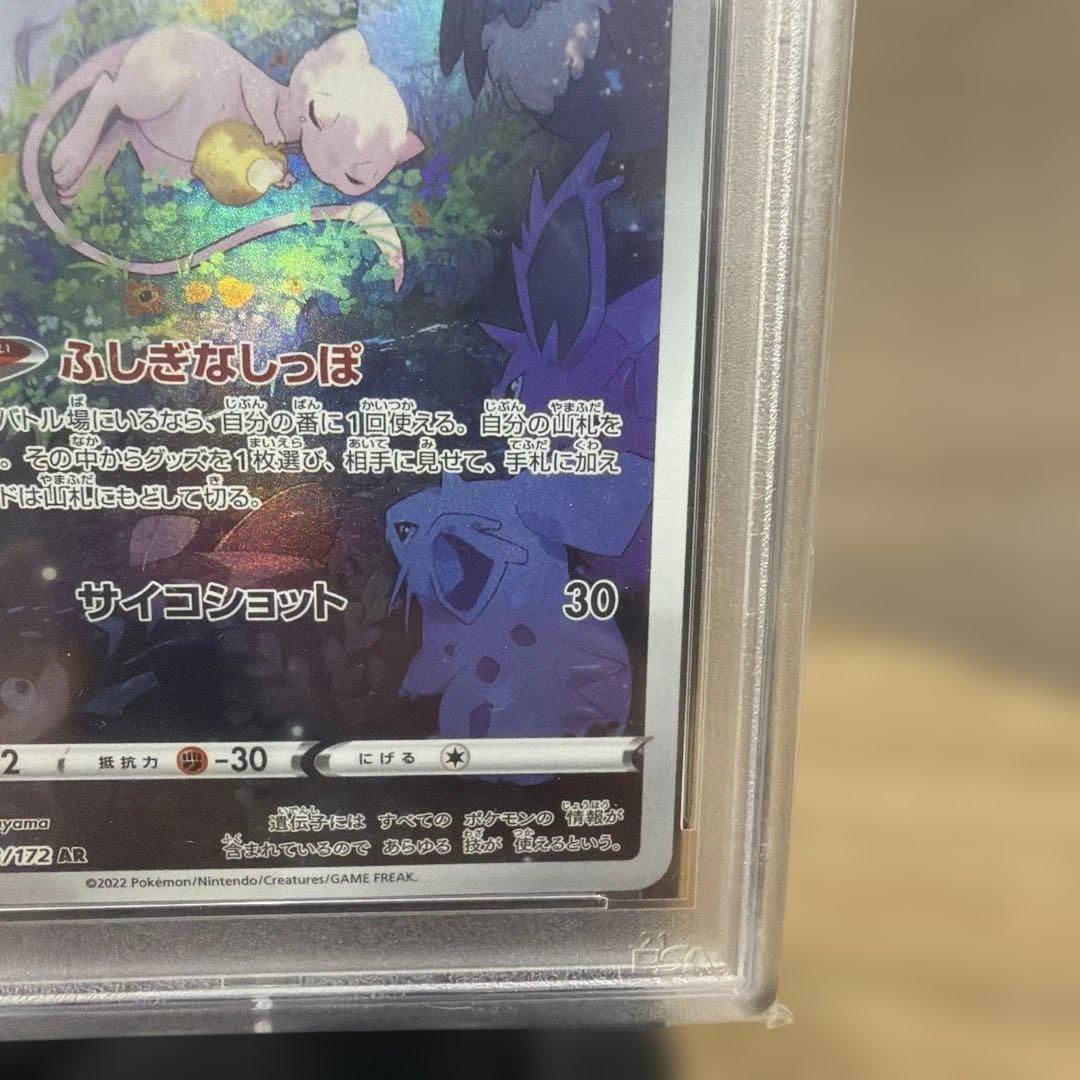 ふしぎなしっぽ
バトル場にいるなら、自分の番に1回使える。自分の山札を
。その中からグッズを1枚選び、相手に見せて、手札に加え
ドは山札にもどして切る。
サイコショット 30
2 抵抗力 -30 にげる
yama
遺伝子には すべての ポケモンの 情報が
含まれているので あらゆる 技が 使えるという。
/172 AR
©2022 Pokémon/Nintendo/Creatures/GAME FREAK.
PSA